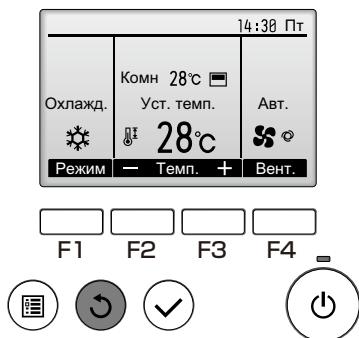 14:30 Пт
Комн 28℃
Охлажд. Уст. темп. Авт.
28℃
Режим − Темп. + Вент.
F1 F2 F3 F4